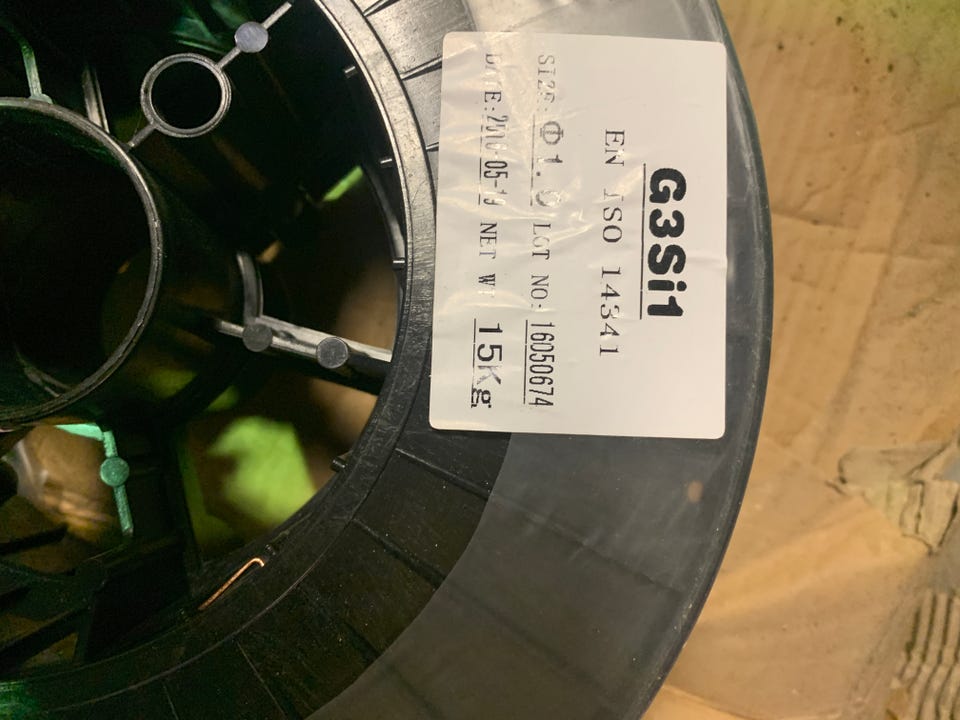 G3Si1
EN ISO 14341
SIZE: Φ1.0 LOT NO: 16050674
DATE: NET WT 15Kg